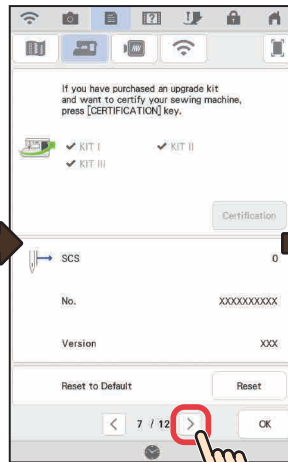 If you have purchased an upgrade kit
and want to certify your sewing machine,
press [CERTIFICATION] key.
✔ KIT I ✔ KIT II
✔ KIT III
Certification
SCS 0
No. XXXXXXXXXX
Version XXX
Reset to Default Reset
< 7 / 12 > OK